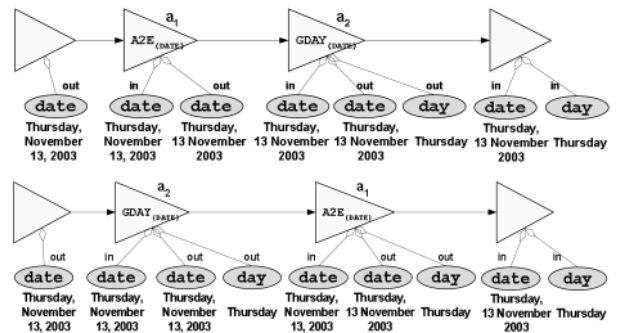 a1 a2
A2E(DATE) GDAY(DATE)
out in out in out out in in
date date date date date day date day
Thursday, Thursday, Thursday, Thursday, Thursday, Thursday,
November November 13 November 13 November 13 November Thursday 13 November Thursday
13, 2003 13, 2003 2003 2003 2003 2003
a2 a1
GDAY(DATE) A2E(DATE)
out in out out in out out in in
date date date day date date day date day
Thursday, Thursday, Thursday, Thursday, Thursday, Thursday,
November November November Thursday November 13 November Thursday 13 November Thursday
13, 2003 13, 2003 13, 2003 13, 2003 2003 2003